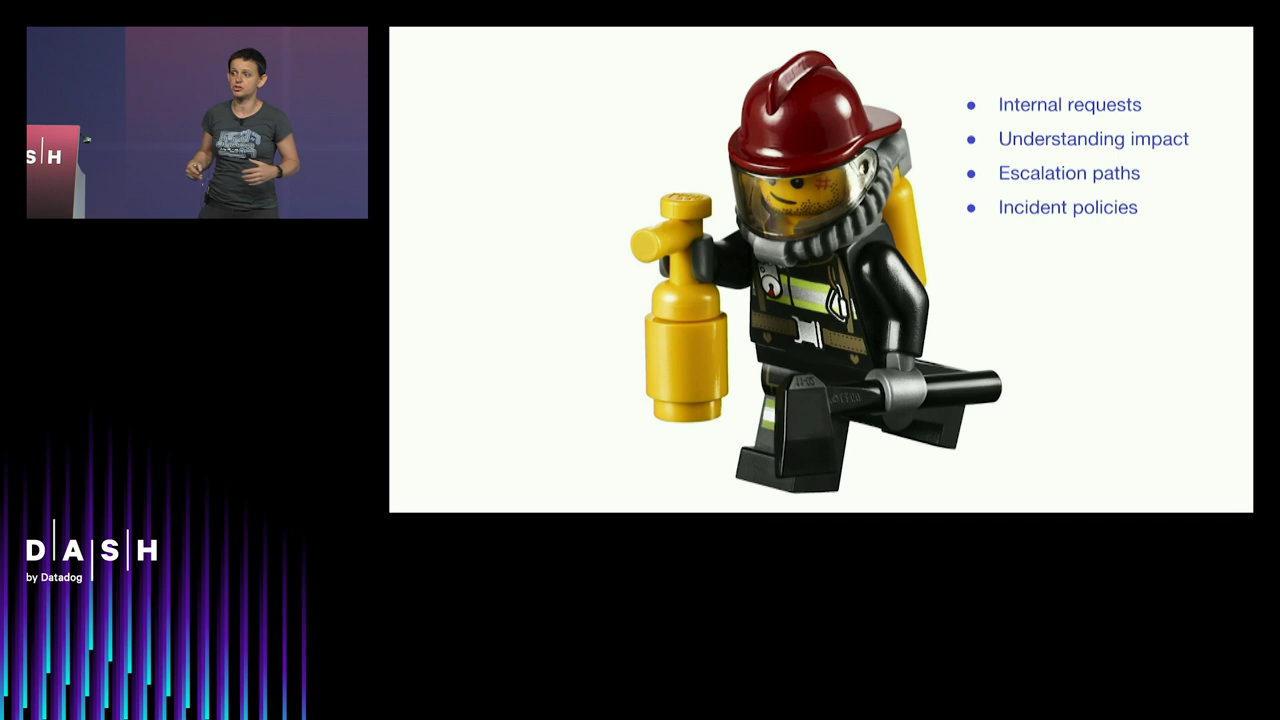 S|H
Internal requests
Understanding impact
Escalation paths
Incident policies
D|A|S|H
by Datadog